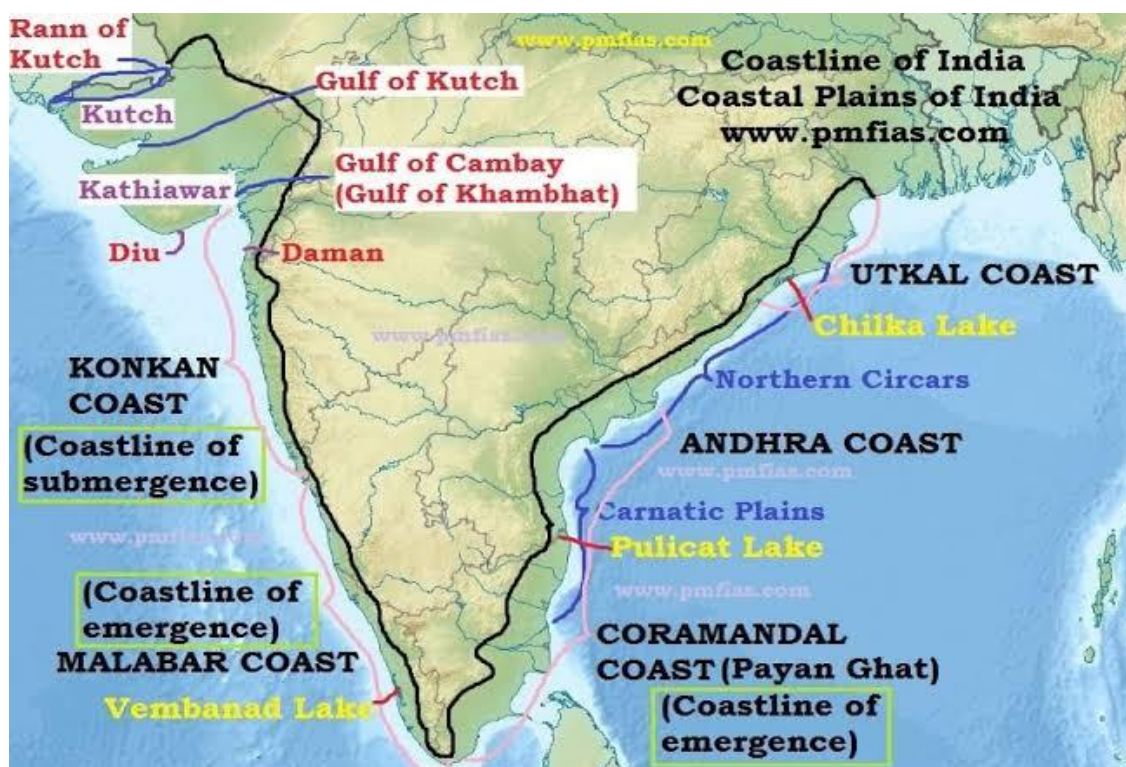 Rann of
Kutch
www.pmfias.com
Coastline of India
Coastal Plains of India
www.pmfias.com
Gulf of Kutch
Kutch
Gulf of Cambay
(Gulf of Khambhat)
Kathiawar
Diu
Daman
UTKAL COAST
Chilka Lake
www.pmfias.com
KONKAN
COAST
Northern Circars
(Coastline of
submergence)
ANDHRA COAST
www.pmfias.com
Carnatic Plains
www.pmfias.com
Pulicat Lake
(Coastline of
emergence)
www.pmfias.com
MALABAR COAST
CORAMANDAL
COAST (Payan Ghat)
Vembanad Lake
(Coastline of
emergence)